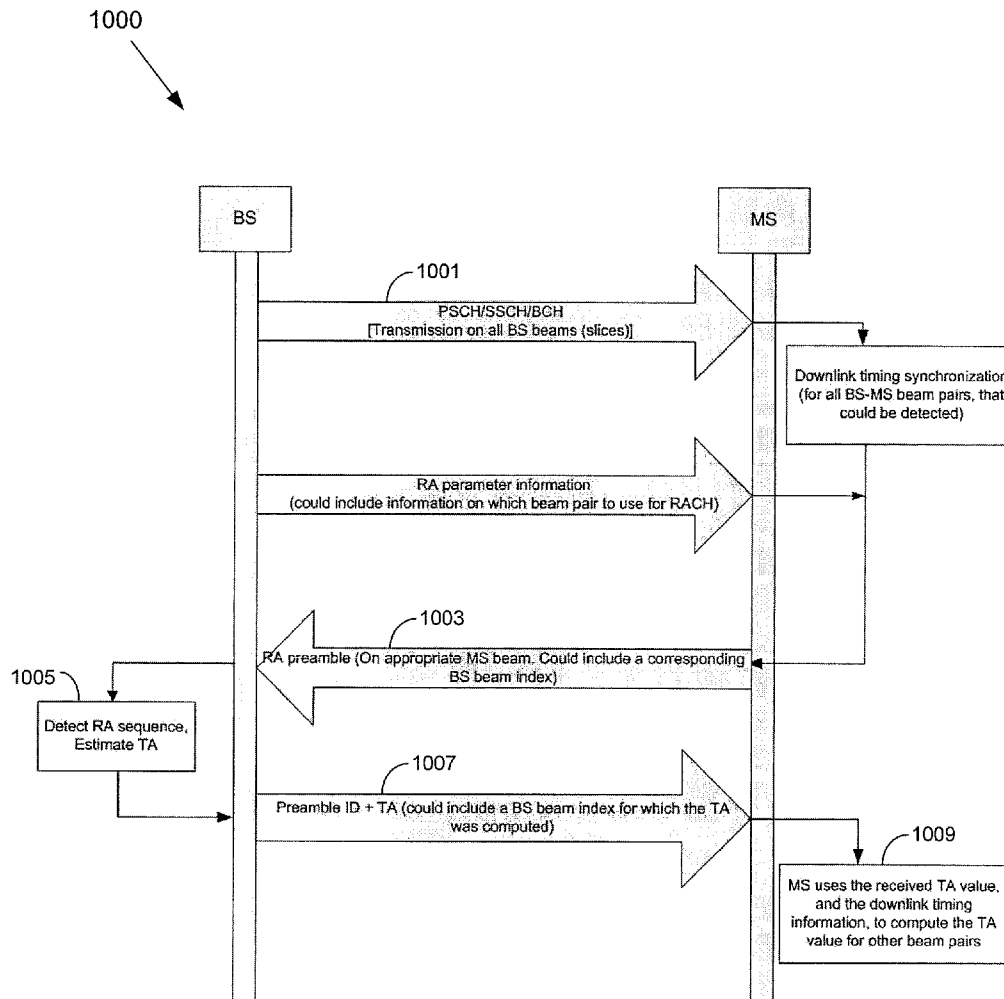 1000
BS
MS
1001
PSCH/SSCH/BCH
[Transmission on all BS beams (slices)]
Downlink timing synchronization
(for all BS-MS beam pairs, that
could be detected)
RA parameter information
(could include information on which beam pair to use for RACH)
1003
RA preamble (On appropriate MS beam. Could include a corresponding
BS beam index)
1005
Detect RA sequence,
Estimate TA
1007
Preamble ID + TA (could include a BS beam index for which the TA
was computed)
1009
MS uses the received TA value,
and the downlink timing
information, to compute the TA
value for other beam pairs